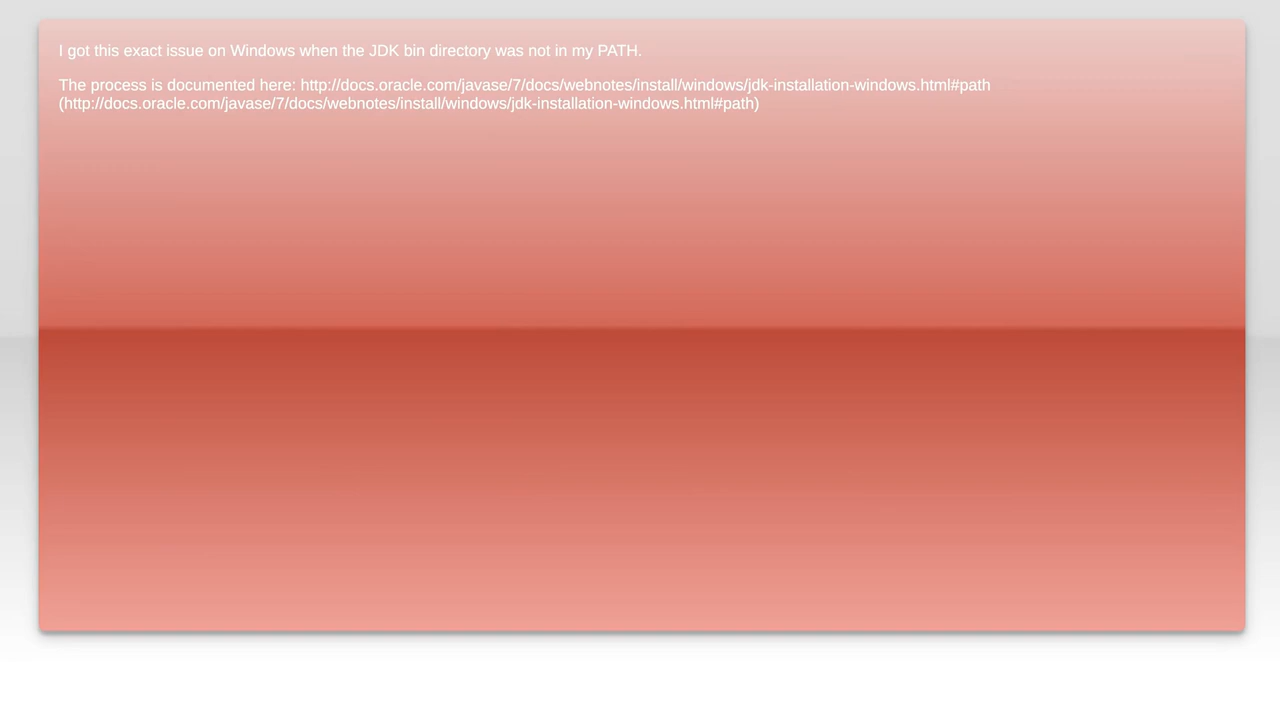 I got this exact issue on Windows when the JDK bin directory was not in my PATH.
The process is documented here: http://docs.oracle.com/javase/7/docs/webnotes/install/windows/jdk-installation-windows.html#path
(http://docs.oracle.com/javase/7/docs/webnotes/install/windows/jdk-installation-windows.html#path)